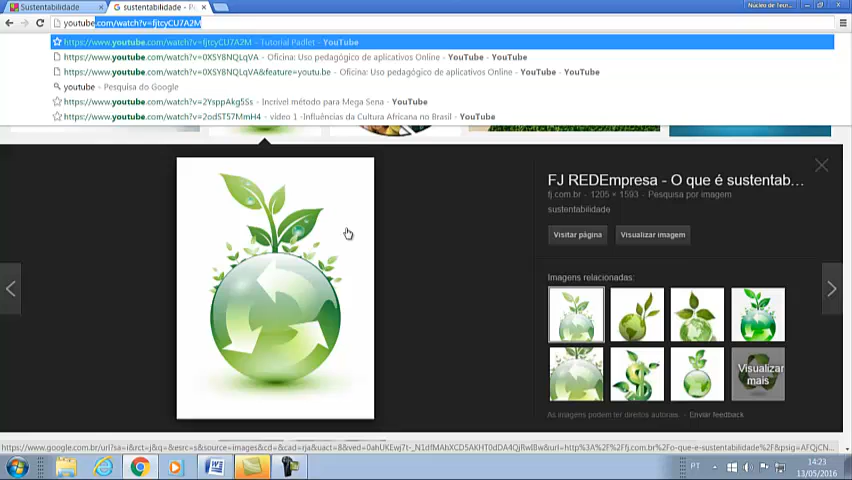 Sustentabilidade
sustentabilidade - Pes
Núcleo de Tec
youtube.com/watch?v=fjtcyCU7A2M
https://www.youtube.com/watch?v=fjtcyCU7A2M - Tutorial Padlet - YouTube
https://www.youtube.com/watch?v=0XSY8NQLqVA - Oficina: Uso pedagógico de aplicativos Online - YouTube - YouTube
https://www.youtube.com/watch?v=0XSY8NQLqVA&feature=youtu.be - Oficina: Uso pedagógico de aplicativos Online - YouTube - YouTube
youtube - Pesquisa do Google
https://www.youtube.com/watch?v=2YsppAkg5Ss - Incrível método para Mega Sena - YouTube
https://www.youtube.com/watch?v=2odST57MmH4 - video 1 -Influências da Cultura Africana no Brasil - YouTube
FJ REDEmpresa - O que é sustentab...
fj.com.br - 1205 × 1593 - Pesquisa por imagem
sustentabilidade
Visitar página
Visualizar imagem
Imagens relacionadas:
Visualizar
mais
As imagens podem ter direitos autorais. - Enviar feedback
PT
14:23
13/05/2016